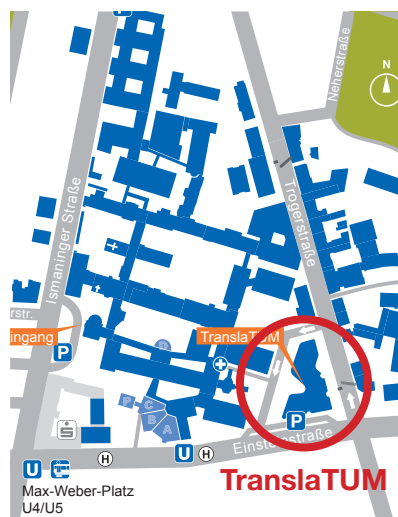 P
N
Neherstraße
Trogerstraße
Ismaninger Straße
rstr.
ingang
TranslaTUM
P
D
P
C
B
A
P
S
Einsteinstraße
H
U
H
U
TranslaTUM
Max-Weber-Platz
U4/U5